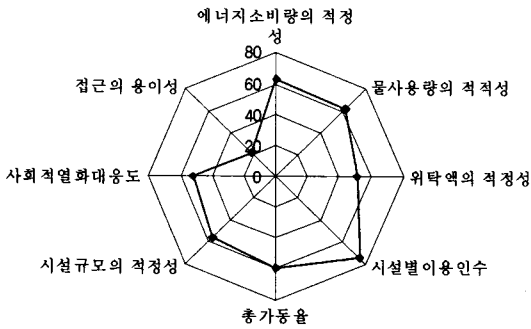 에너지소비량의 적정
성
80
60
40
20
0
물사용량의 적적성
위탁액의 적정성
시설별이용인수
총가동율
시설규모의 적정성
사회적열화대응도
접근의 용이성